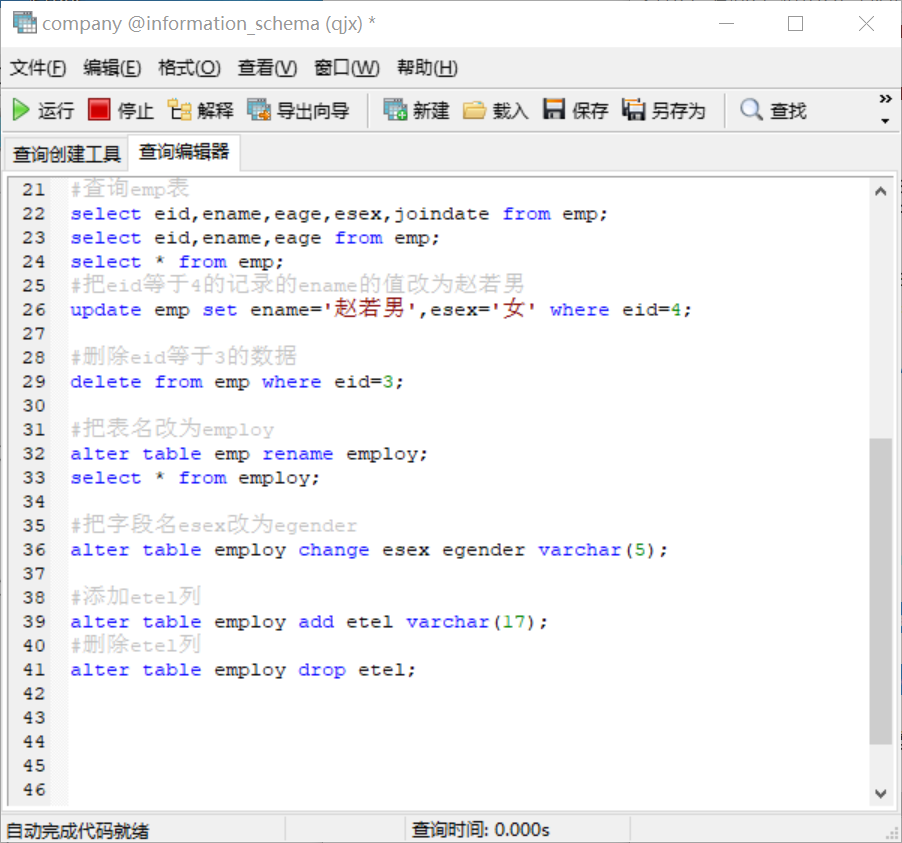 company @information_schema (qjx) *
文件(F) 编辑(E) 格式(O) 查看(V) 窗口(W) 帮助(H)
运行 停止 解释 导出向导 新建 载入 保存 另存为 查找 »
查询创建工具 查询编辑器
21 #查询emp表
22 select eid,ename,eage,esex,joindate from emp;
23 select eid,ename,eage from emp;
24 select * from emp;
25 #把eid等于4的记录的ename的值改为赵若男
26 update emp set ename='赵若男',esex='女' where eid=4;
27
28 #删除eid等于3的数据
29 delete from emp where eid=3;
30
31 #把表名改为employ
32 alter table emp rename employ;
33 select * from employ;
34
35 #把字段名esex改为egender
36 alter table employ change esex egender varchar(5);
37
38 #添加etel列
39 alter table employ add etel varchar(17);
40 #删除etel列
41 alter table employ drop etel;
42
43
44
45
46
自动完成代码就绪 查询时间: 0.000s